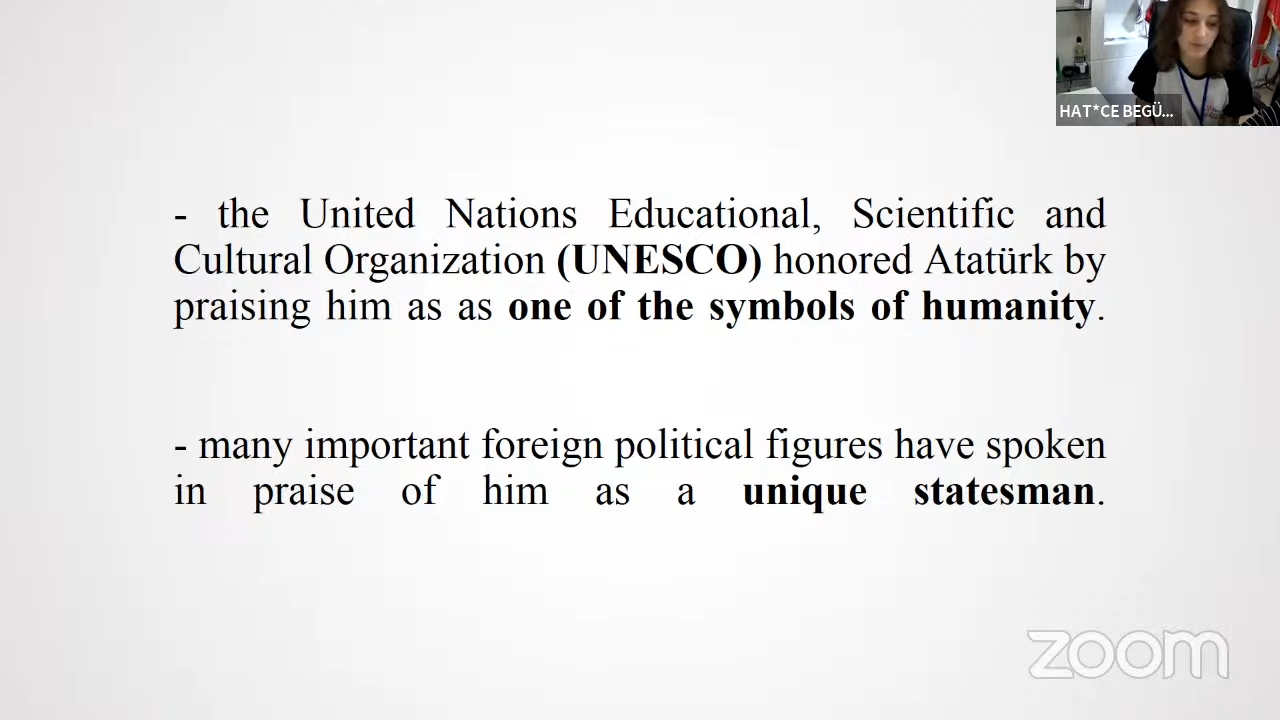 HAT*CE BEGÜ...
- the United Nations Educational, Scientific and
Cultural Organization (UNESCO) honored Atatürk by
praising him as as one of the symbols of humanity.
- many important foreign political figures have spoken
in praise of him as a unique statesman.
zoom